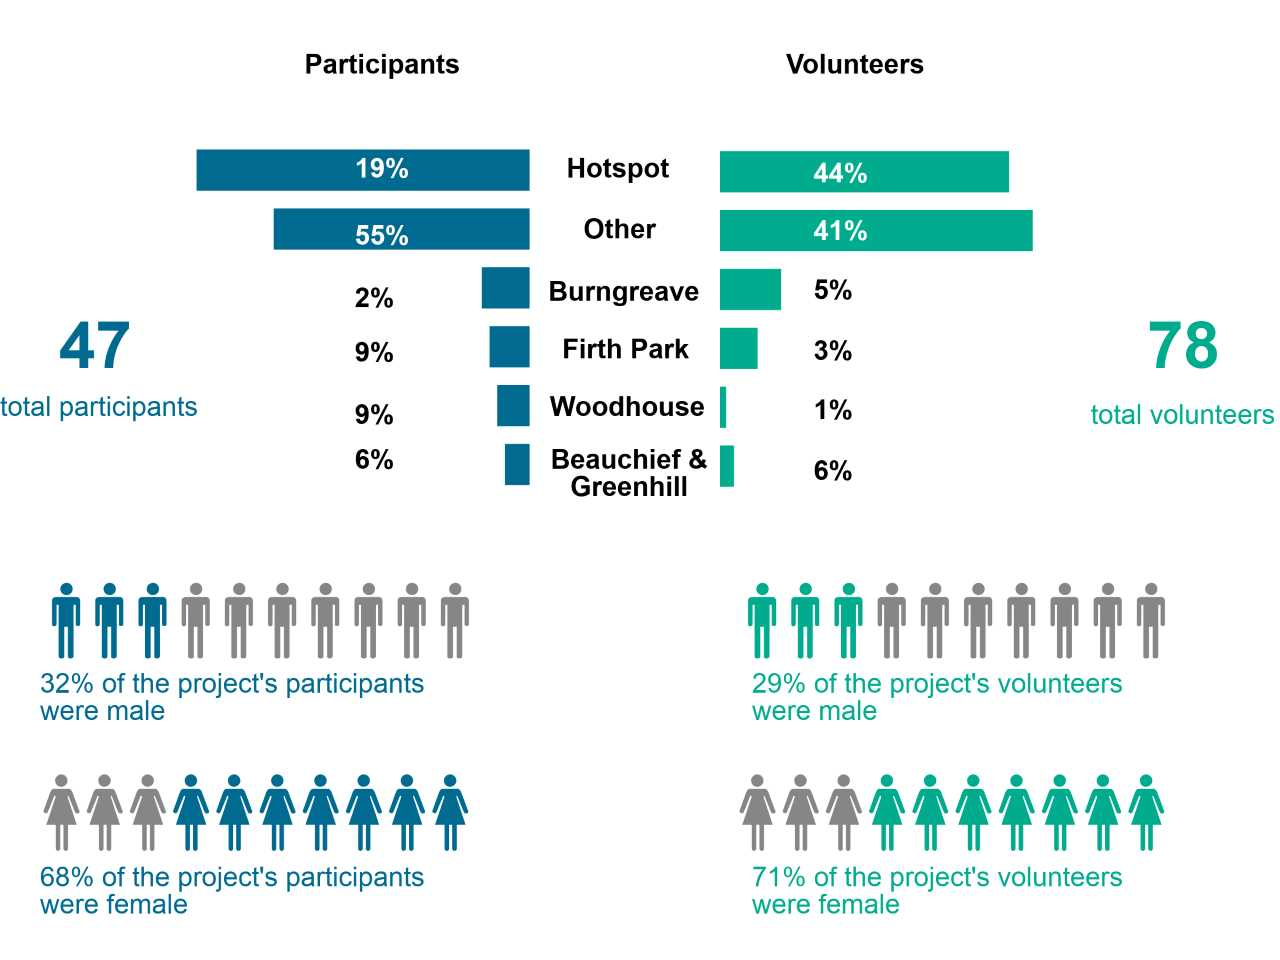 Participants
Volunteers
19%
Hotspot
44%
55%
Other
41%
2%
Burngreave
5%
9%
Firth Park
3%
9%
Woodhouse
1%
6%
Beauchief &
Greenhill
6%
47
total participants
78
total volunteers
32% of the project's participants
were male
29% of the project's volunteers
were male
68% of the project's participants
were female
71% of the project's volunteers
were female